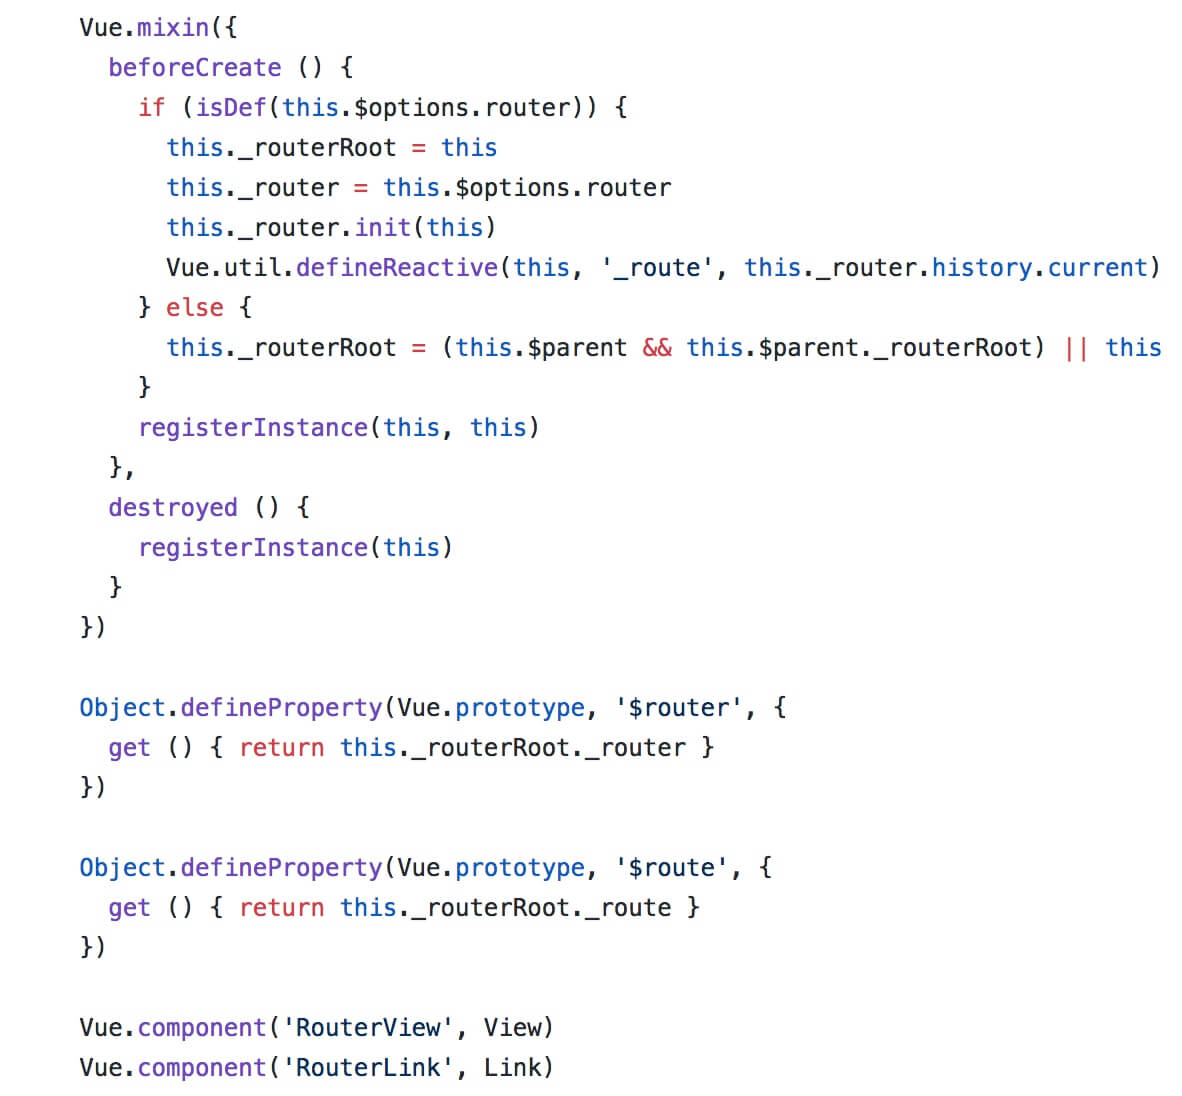 Vue.mixin({
  beforeCreate () {
    if (isDef(this.$options.router)) {
      this._routerRoot = this
      this._router = this.$options.router
      this._router.init(this)
      Vue.util.defineReactive(this, '_route', this._router.history.current)
    } else {
      this._routerRoot = (this.$parent && this.$parent._routerRoot) || this
    }
    registerInstance(this, this)
  },
  destroyed () {
    registerInstance(this)
  }
})

Object.defineProperty(Vue.prototype, '$router', {
  get () { return this._routerRoot._router }
})

Object.defineProperty(Vue.prototype, '$route', {
  get () { return this._routerRoot._route }
})

Vue.component('RouterView', View)
Vue.component('RouterLink', Link)